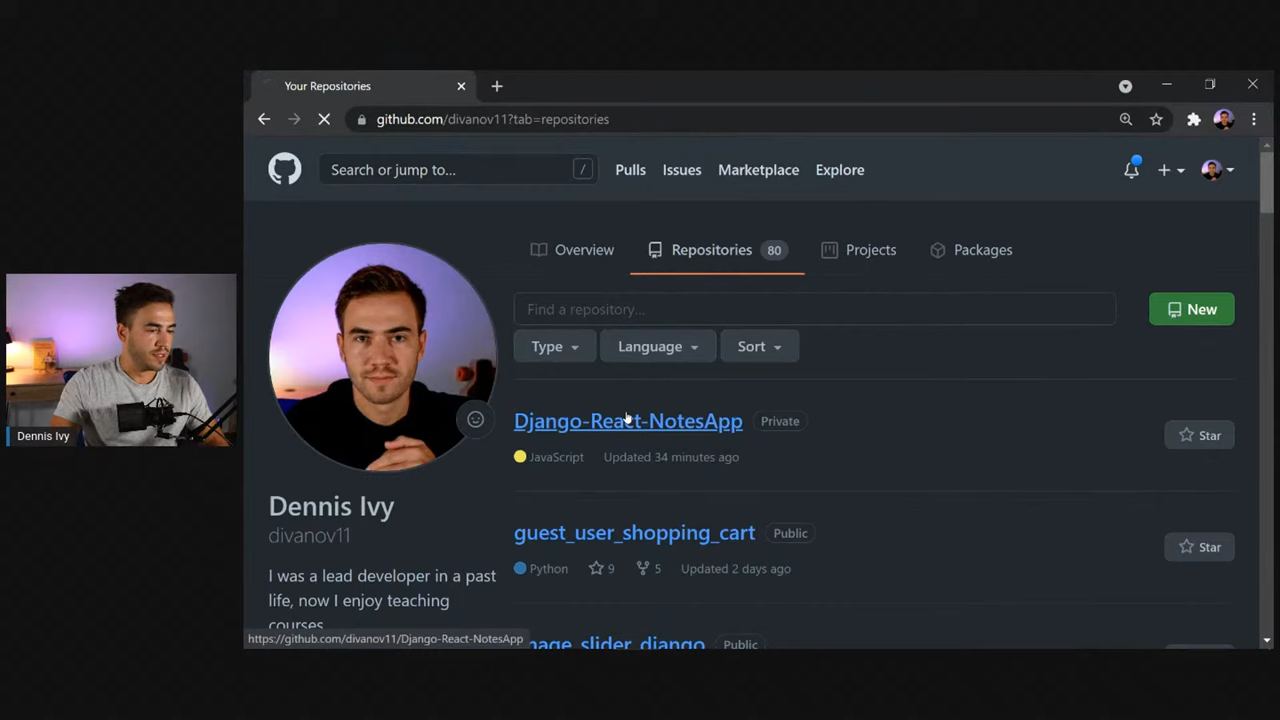 Your Repositories
github.com/divanov11?tab=repositories
Search or jump to...
/
Pulls
Issues
Marketplace
Explore
Overview
Repositories
80
Projects
Packages
Find a repository...
New
Type
Language
Sort
Django-React-NotesApp
Private
Star
JavaScript
Updated 34 minutes ago
guest_user_shopping_cart
Public
Star
Python
9
5
Updated 2 days ago
Dennis Ivy
Dennis Ivy
divanov11
I was a lead developer in a past
life, now I enjoy teaching
courses
https://github.com/divanov11/Django-React-NotesApp
slider_django
Public